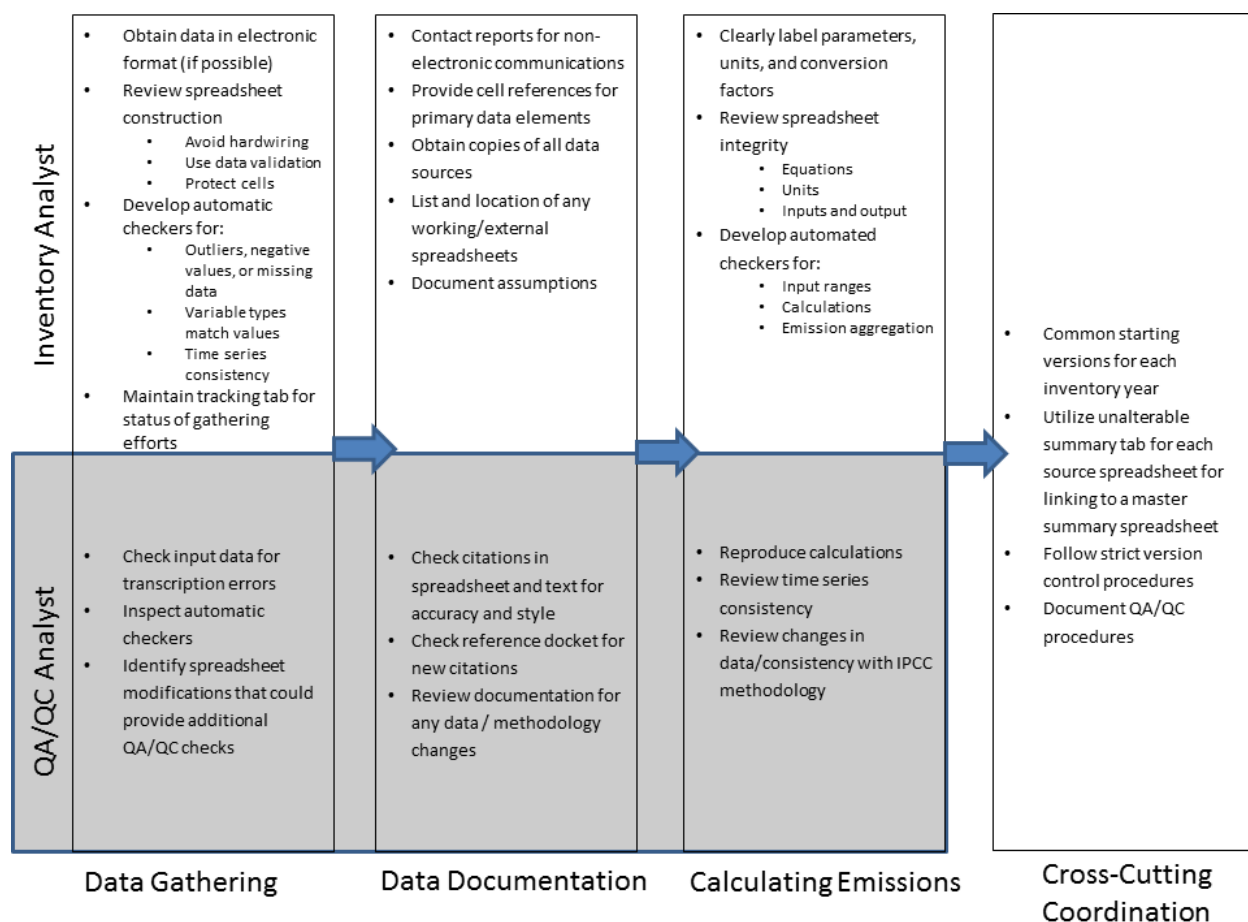 Inventory Analyst
• Obtain data in electronic
format (if possible)
• Review spreadsheet
construction
• Avoid hardwiring
• Use data validation
• Protect cells
• Develop automatic
checkers for:
• Outliers, negative
values, or missing
data
• Variable types
match values
• Time series
consistency
• Maintain tracking tab for
status of gathering
efforts
• Contact reports for non-
electronic communications
• Provide cell references for
primary data elements
• Obtain copies of all data
sources
• List and location of any
working/external
spreadsheets
• Document assumptions
• Clearly label parameters,
units, and conversion
factors
• Review spreadsheet
integrity
• Equations
• Units
• Inputs and output
• Develop automated
checkers for:
• Input ranges
• Calculations
• Emission aggregation
QA/QC Analyst
• Check input data for
transcription errors
• Inspect automatic
checkers
• Identify spreadsheet
modifications that could
provide additional
QA/QC checks
• Check citations in
spreadsheet and text for
accuracy and style
• Check reference docket for
new citations
• Review documentation for
any data / methodology
changes
• Reproduce calculations
• Review time series
consistency
• Review changes in
data/consistency with IPCC
methodology
• Common starting
versions for each
inventory year
• Utilize unalterable
summary tab for each
source spreadsheet for
linking to a master
summary spreadsheet
• Follow strict version
control procedures
• Document QA/QC
procedures
Data Gathering
Data Documentation
Calculating Emissions
Cross-Cutting
Coordination